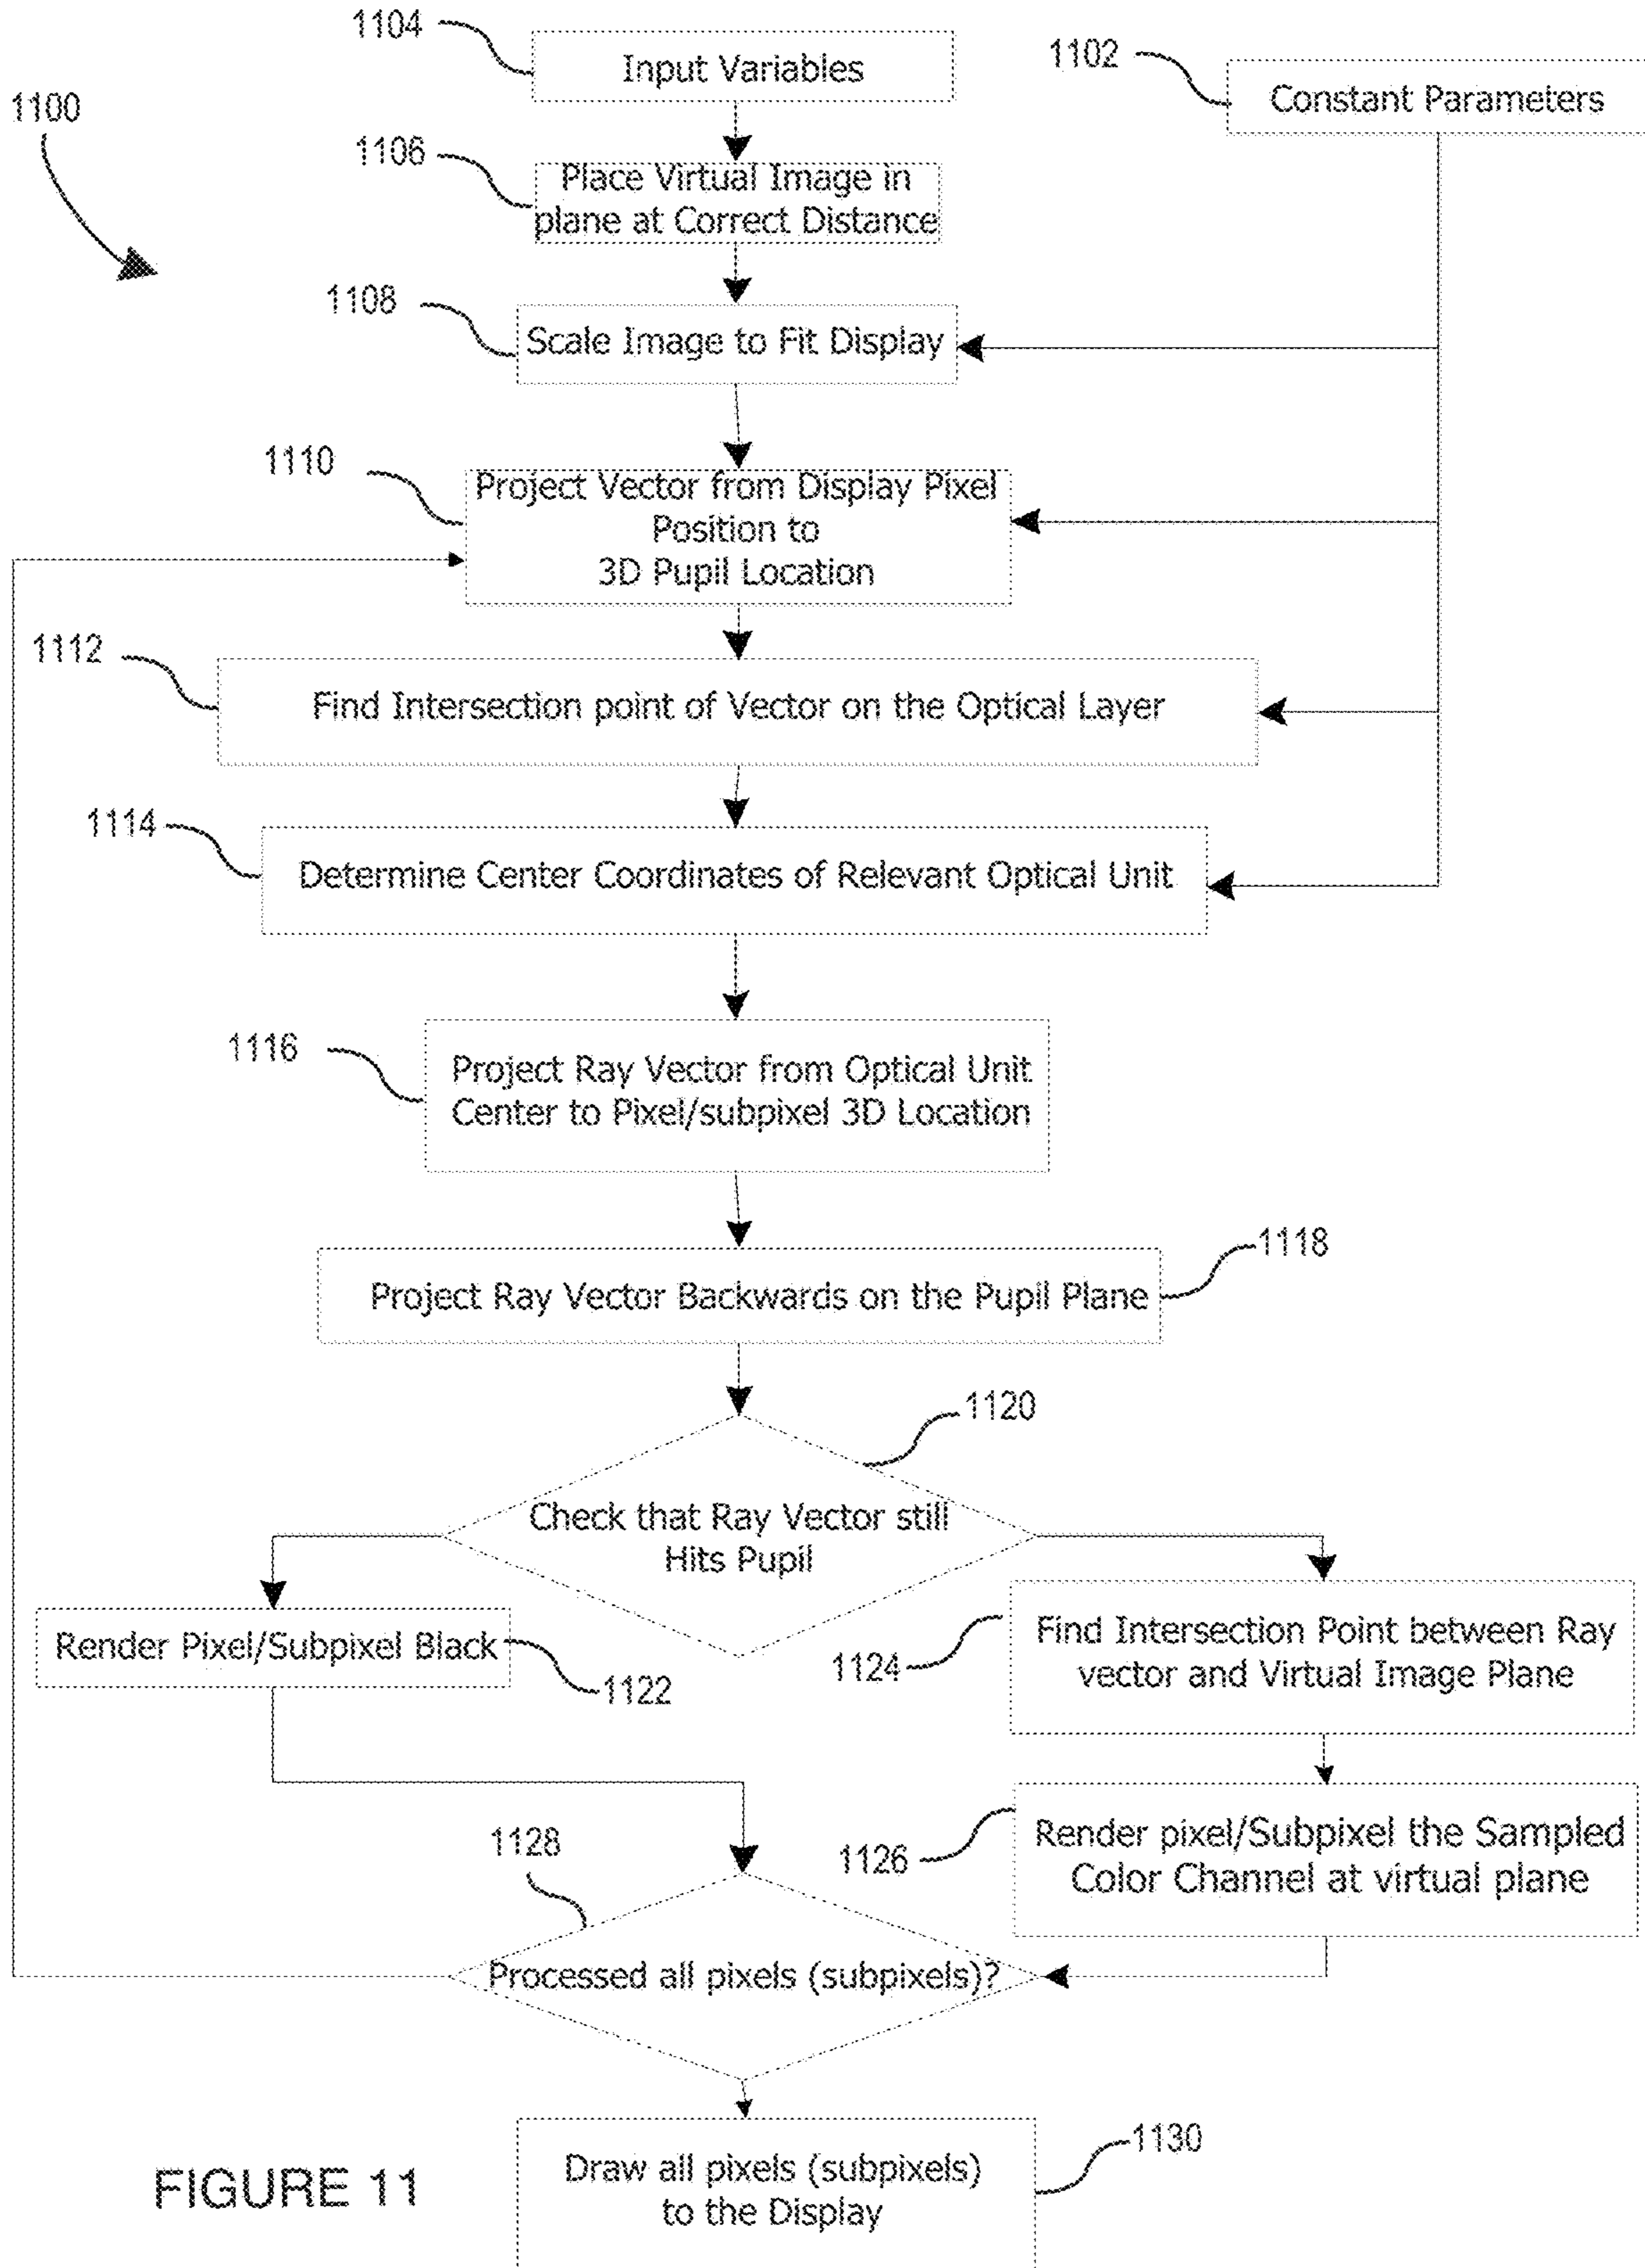 1104
Input Variables
1102
Constant Parameters
1100
1106
Place Virtual Image in
plane at Correct Distance
1108
Scale Image to Fit Display
1110
Project Vector from Display Pixel
Position to
3D Pupil Location
1112
Find Intersection point of Vector on the Optical Layer
1114
Determine Center Coordinates of Relevant Optical Unit
1116
Project Ray Vector from Optical Unit
Center to Pixel/subpixel 3D Location
1118
Project Ray Vector Backwards on the Pupil Plane
1120
Check that Ray Vector still
Hits Pupil
Render Pixel/Subpixel Black
1122
1124
Find Intersection Point between Ray
vector and Virtual Image Plane
1126
Render pixel/Subpixel the Sampled
Color Channel at virtual plane
1128
Processed all pixels (subpixels)?
1130
Draw all pixels (subpixels)
to the Display
FIGURE 11